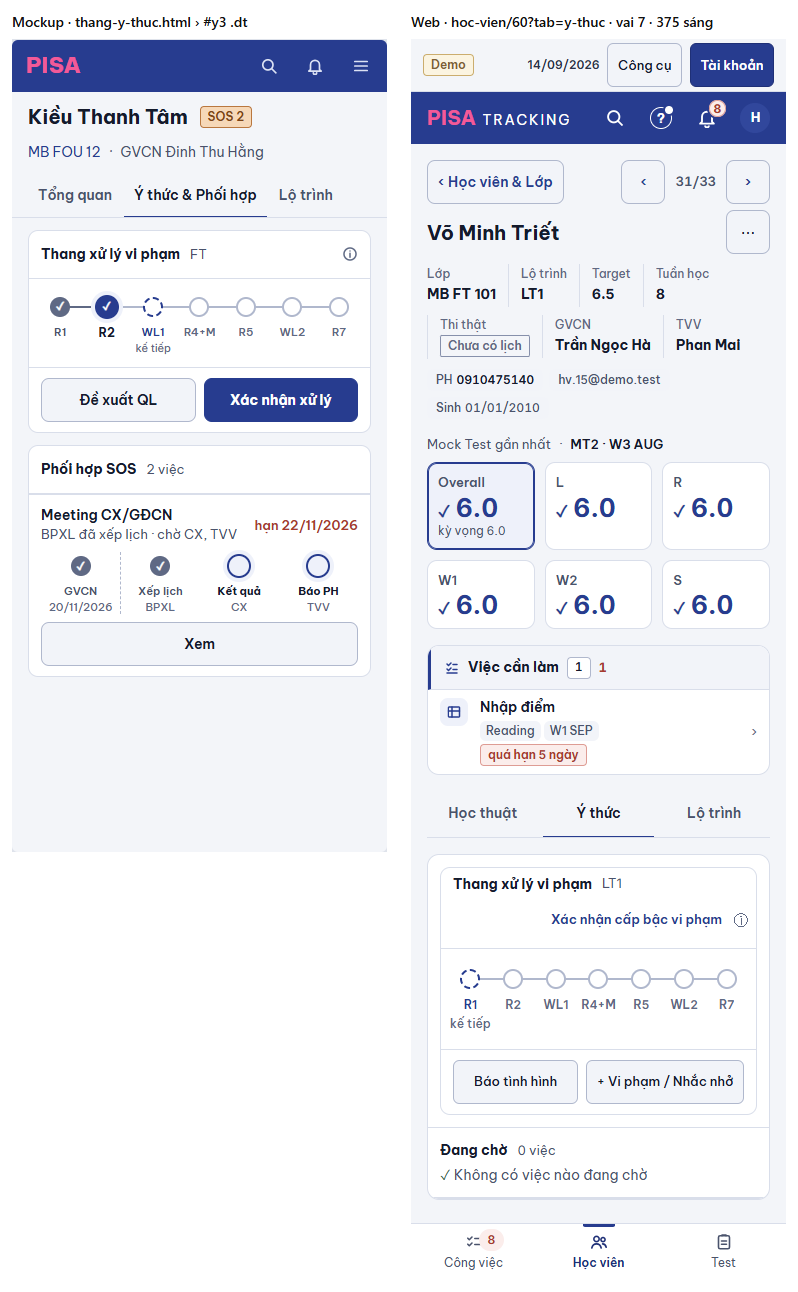 Mockup · thang-y-thuc.html › #y3 .dt
PISA
Kiều Thanh Tâm SOS 2
MB FOU 12 · GVCN Đinh Thu Hằng
Tổng quan Ý thức & Phối hợp Lộ trình
Thang xử lý vi phạm FT
R1 R2 WL1 R4+M R5 WL2 R7
kế tiếp
Đề xuất QL Xác nhận xử lý
Phối hợp SOS 2 việc
Meeting CX/GĐCN
BPXL đã xếp lịch · chờ CX, TVV hạn 22/11/2026
GVCN Xếp lịch Kết quả Báo PH
20/11/2026 BPXL CX TVV
Xem
Web · hoc-vien/60?tab=y-thuc · vai 7 · 375 sáng
Demo 14/09/2026 Công cụ Tài khoản
PISA TRACKING ? 8 H
‹ Học viên & Lớp ‹ 31/33 ›
Võ Minh Triết ···
Lớp Lộ trình Target Tuần học
MB FT 101 LT1 6.5 8
Thi thật GVCN TVV
Chưa có lịch Trần Ngọc Hà Phan Mai
PH 0910475140 hv.15@demo.test
Sinh 01/01/2010
Mock Test gần nhất · MT2 · W3 AUG
Overall L R
✓ 6.0 ✓ 6.0 ✓ 6.0
kỳ vọng 6.0
W1 W2 S
✓ 6.0 ✓ 6.0 ✓ 6.0
Việc cần làm 1 1
Nhập điểm
Reading W1 SEP
quá hạn 5 ngày ›
Học thuật Ý thức Lộ trình
Thang xử lý vi phạm LT1
Xác nhận cấp bậc vi phạm
R1 R2 WL1 R4+M R5 WL2 R7
kế tiếp
Báo tình hình + Vi phạm / Nhắc nhở
Đang chờ 0 việc
✓ Không có việc nào đang chờ
8
Công việc Học viên Test